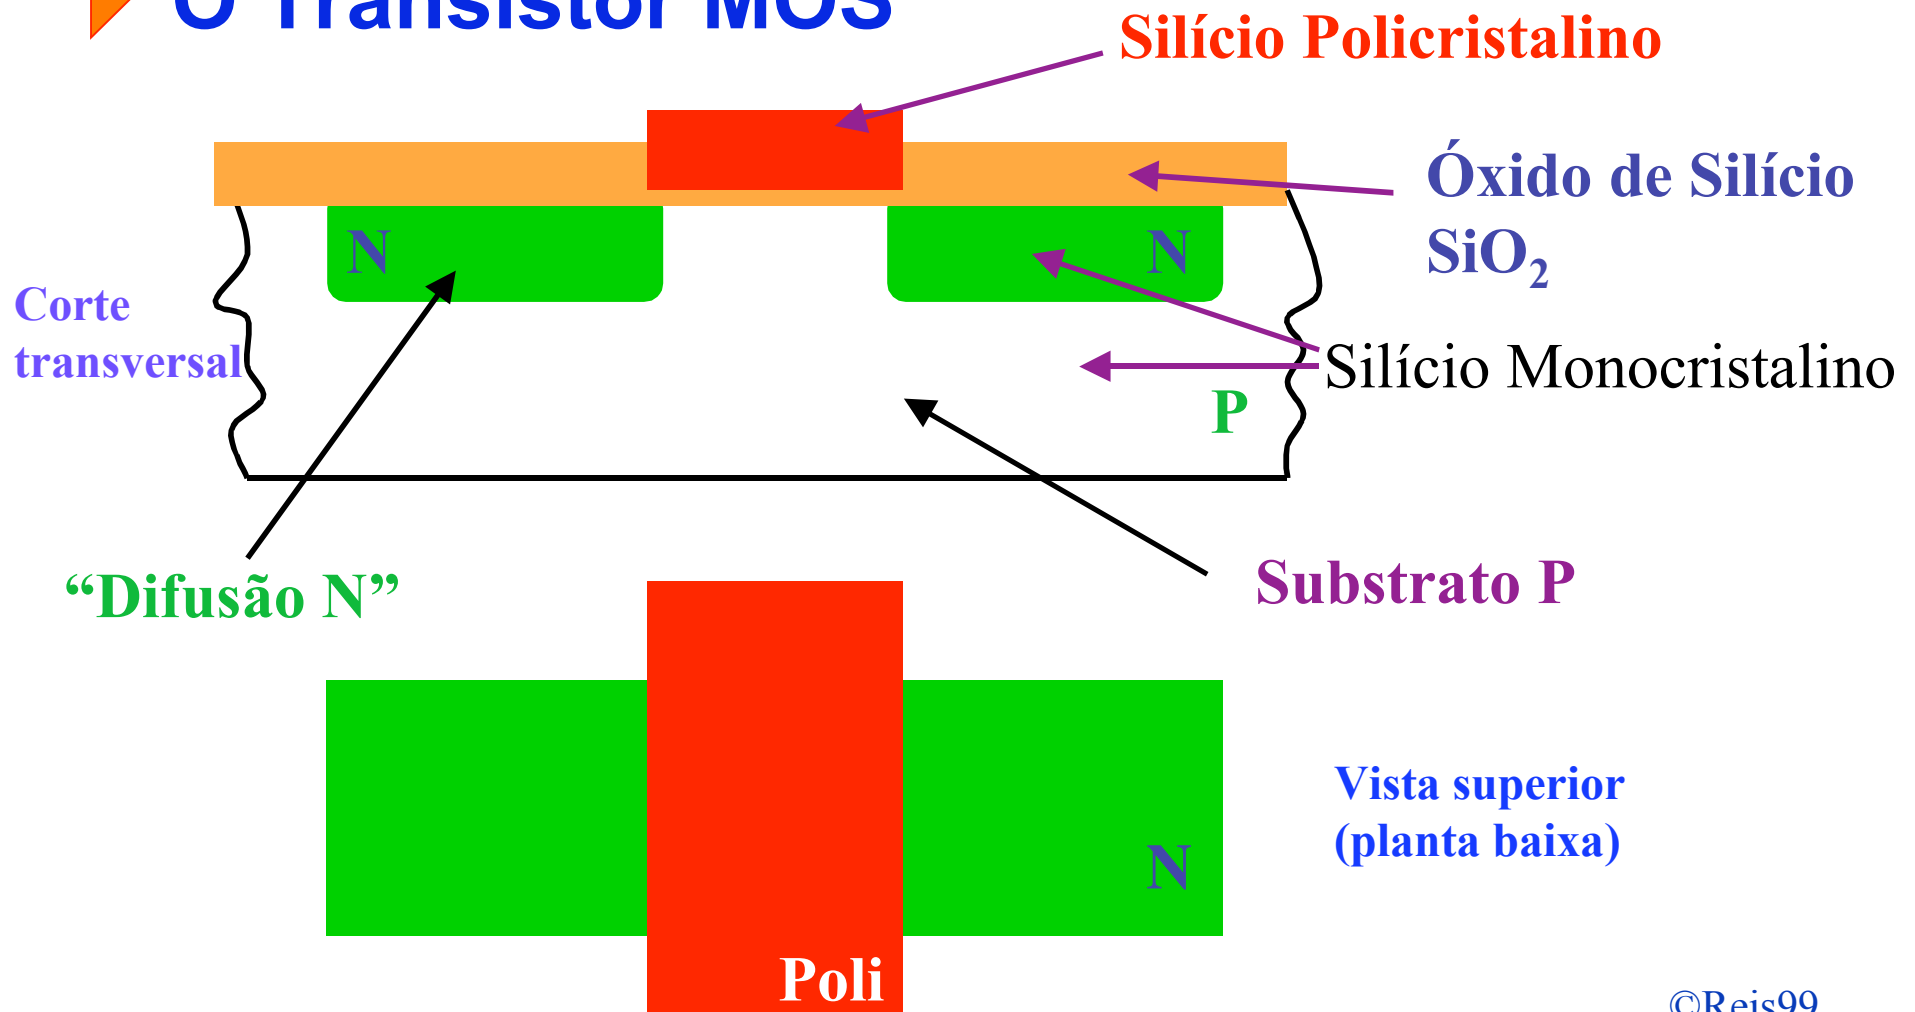 O Transistor MOS
Silício Policristalino
Óxido de Silício
SiO₂
N
N
Corte
transversal
Silício Monocristalino
P
“Difusão N”
Substrato P
Vista superior
(planta baixa)
N
Poli
©Reis99